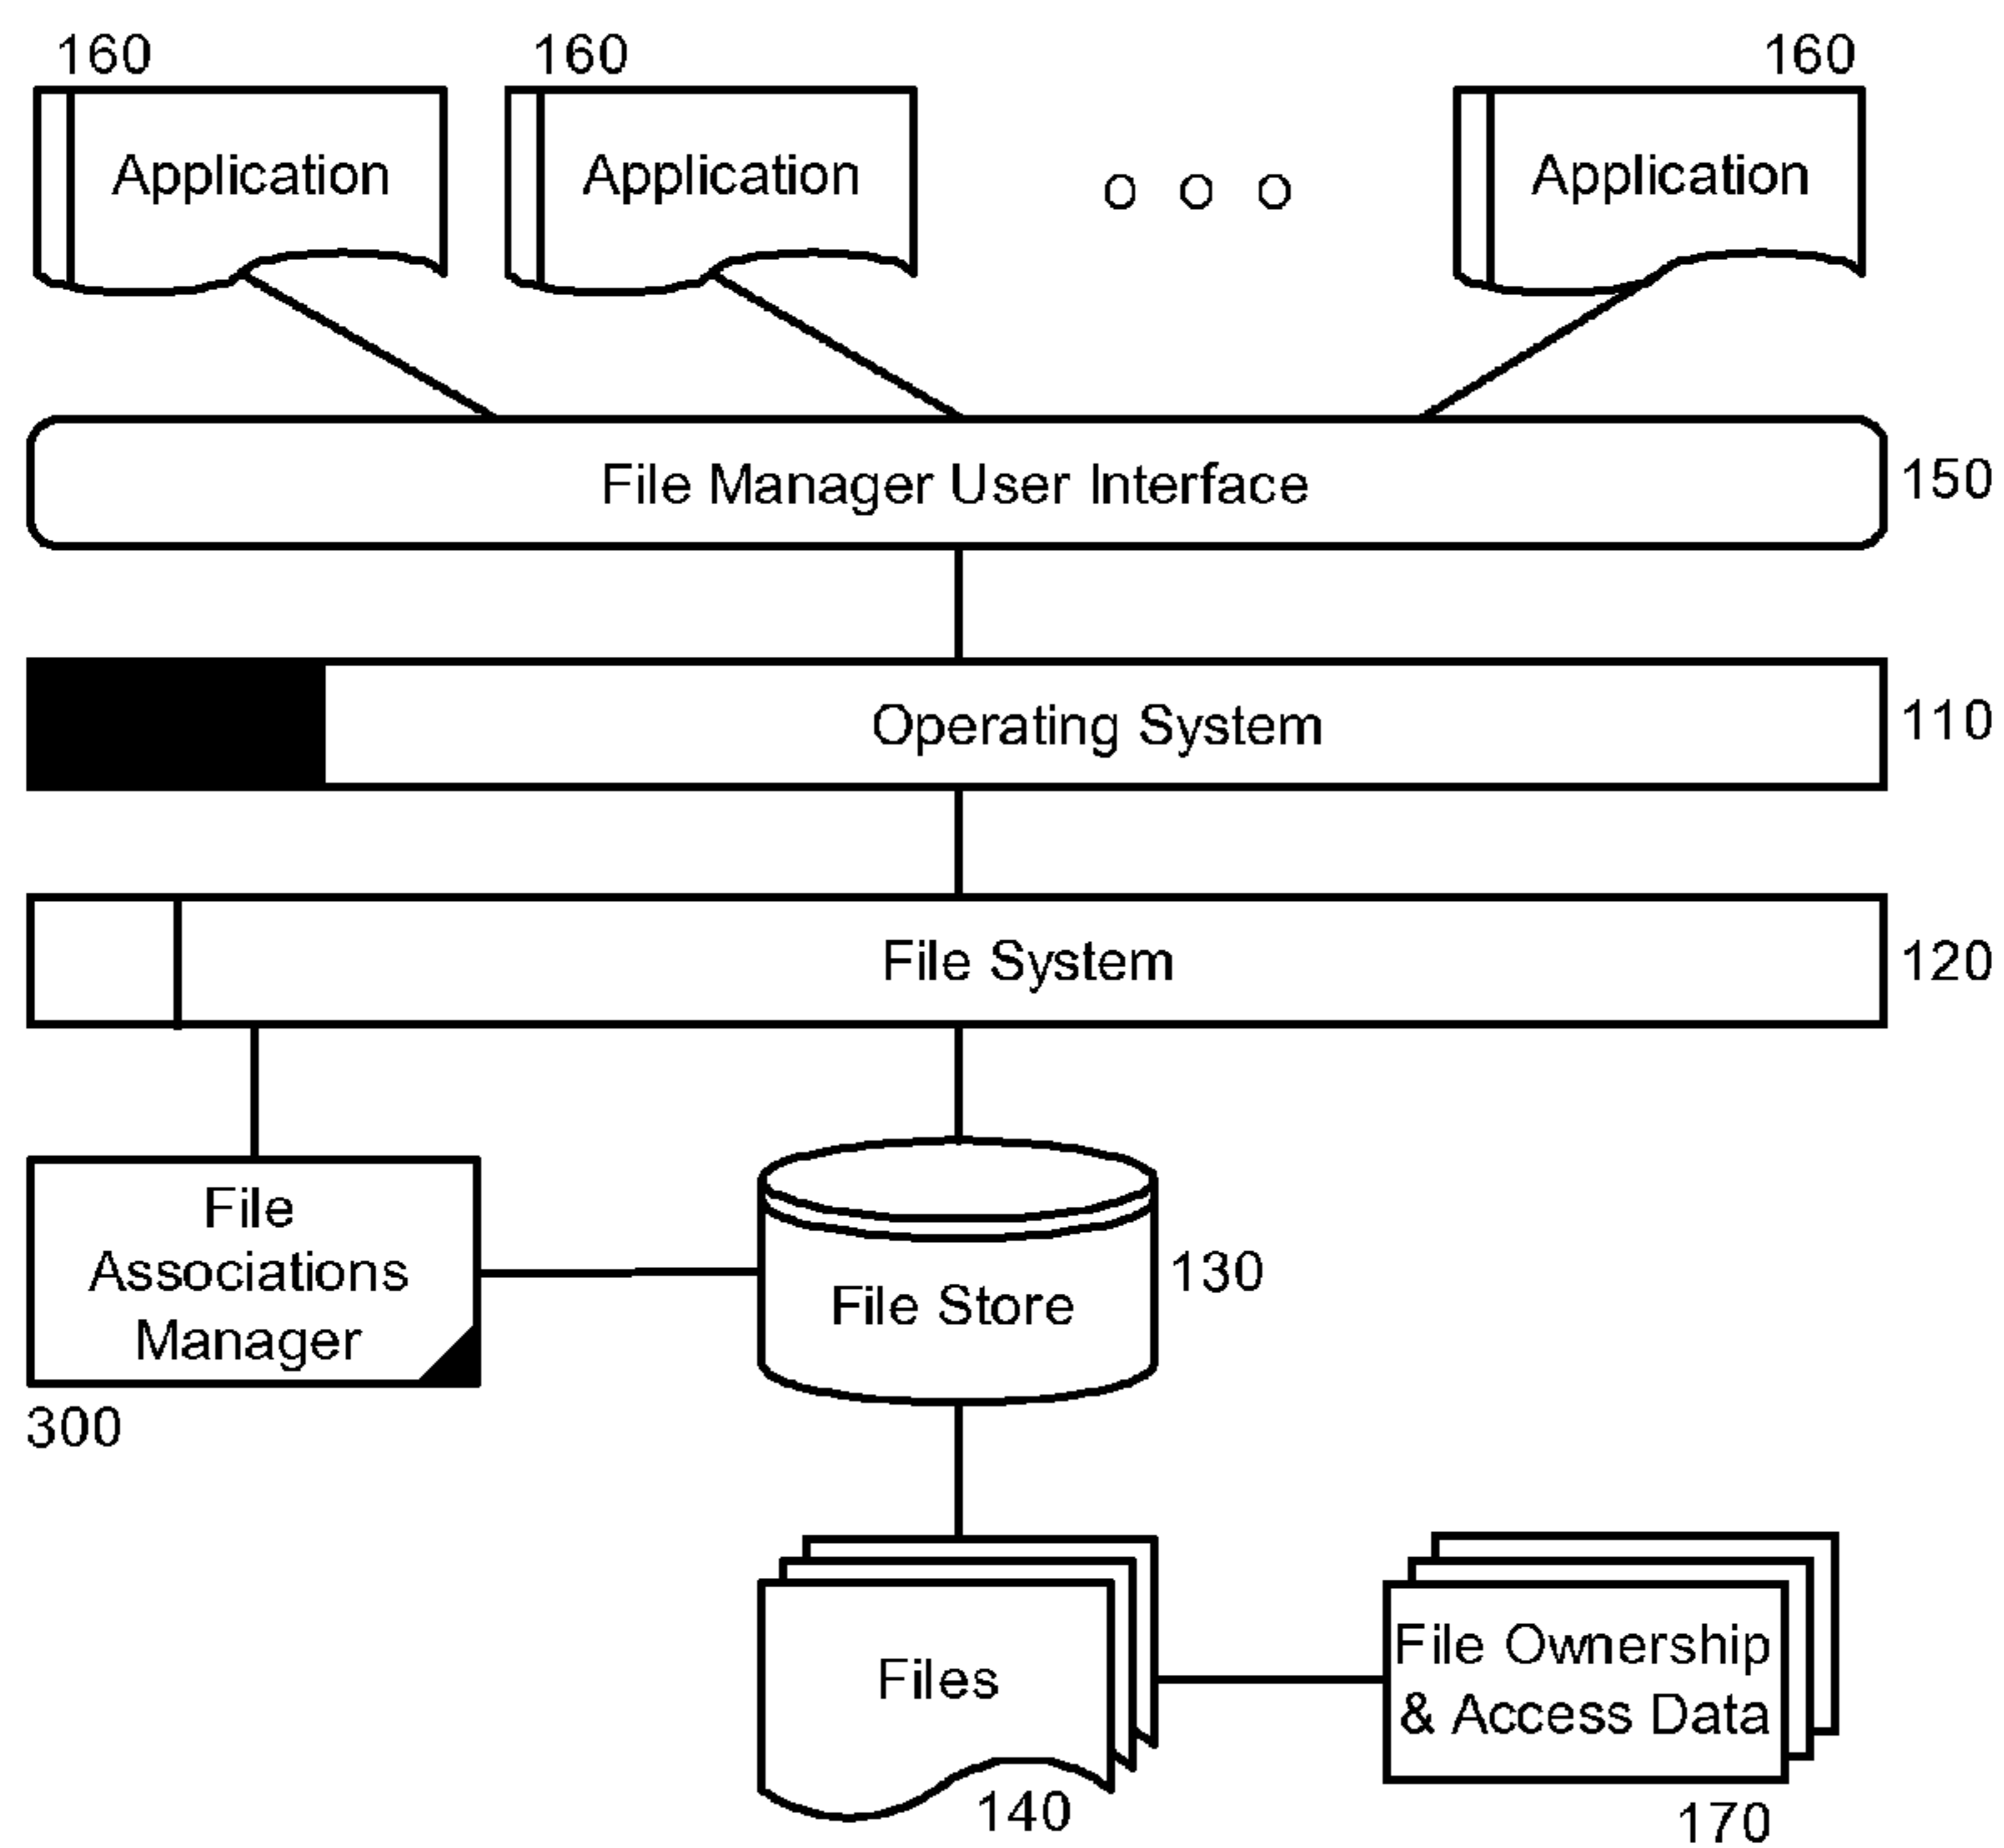 160 160 160
Application Application Application
File Manager User Interface 150
Operating System 110
File System 120
File
Associations
Manager
300
File Store 130
Files
140
File Ownership
& Access Data
170